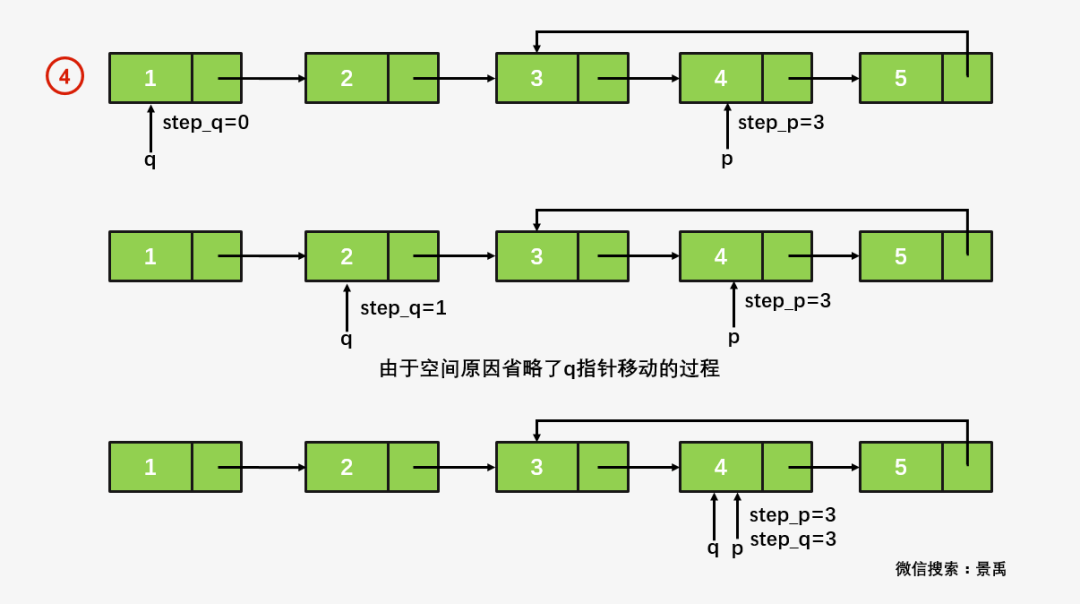 ④ 1 2 3 4 5
step_q=0 step_p=3
q p
1 2 3 4 5
step_q=1 step_p=3
q p
由于空间原因省略了q指针移动的过程
1 2 3 4 5
step_p=3
q p step_q=3
微信搜索：景禹